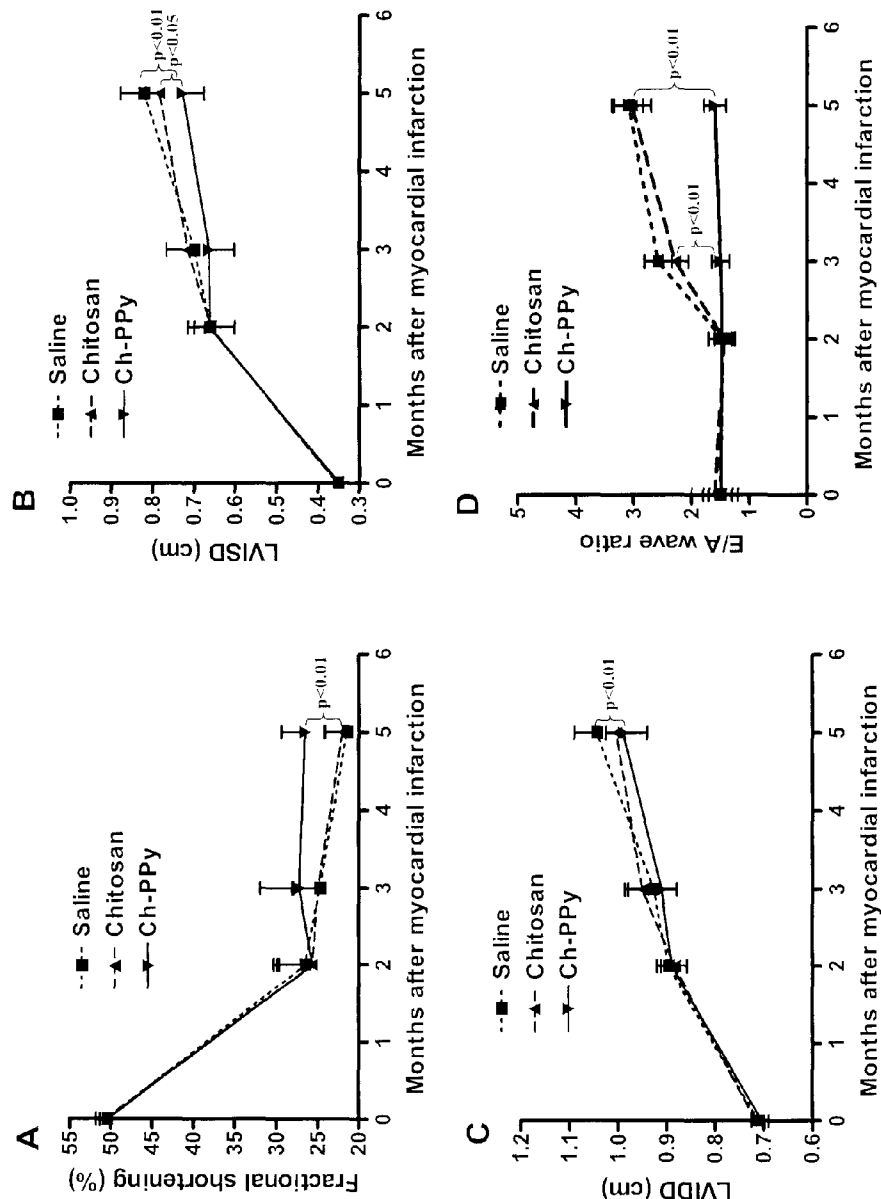 A
Saline
Chitosan
Ch-PPy
Fractional shortening (%)
55
50
45
40
35
30
25
20
p<0.01
0 1 2 3 4 5 6
Months after myocardial infarction
B
Saline
Chitosan
Ch-PPy
LVISD (cm)
1.0
0.9
0.8
0.7
0.6
0.5
0.4
0.3
p<0.01
p<0.05
0 1 2 3 4 5 6
Months after myocardial infarction
C
Saline
Chitosan
Ch-PPy
LVIDD (cm)
1.2
1.1
1.0
0.9
0.8
0.7
0.6
p<0.01
0 1 2 3 4 5 6
Months after myocardial infarction
D
Saline
Chitosan
Ch-PPy
E/A wave ratio
5
4
3
2
1
0
p<0.01
p<0.01
0 1 2 3 4 5 6
Months after myocardial infarction